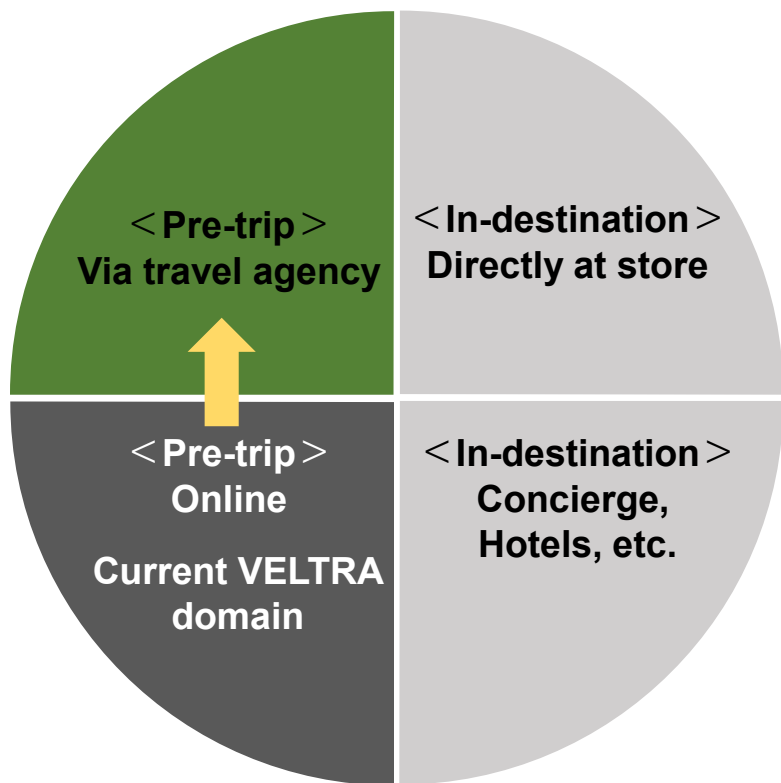 ＜Pre-trip＞
Via travel agency
＜In-destination＞
Directly at store
＜Pre-trip＞
Online
Current VELTRA
domain
＜In-destination＞
Concierge,
Hotels, etc.